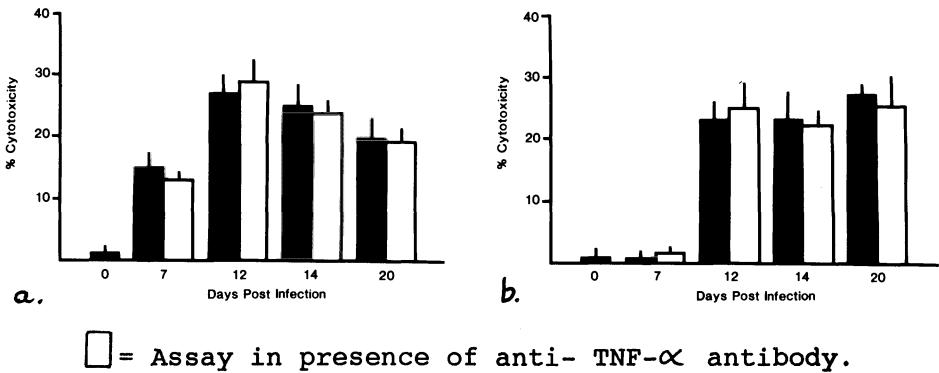 40
30
20
10
% Cytotoxicity
0 7 12 14 20
Days Post Infection
a.
40
30
20
10
% Cytotoxicity
0 7 12 14 20
Days Post Infection
b.
= Assay in presence of anti- TNF-α antibody.